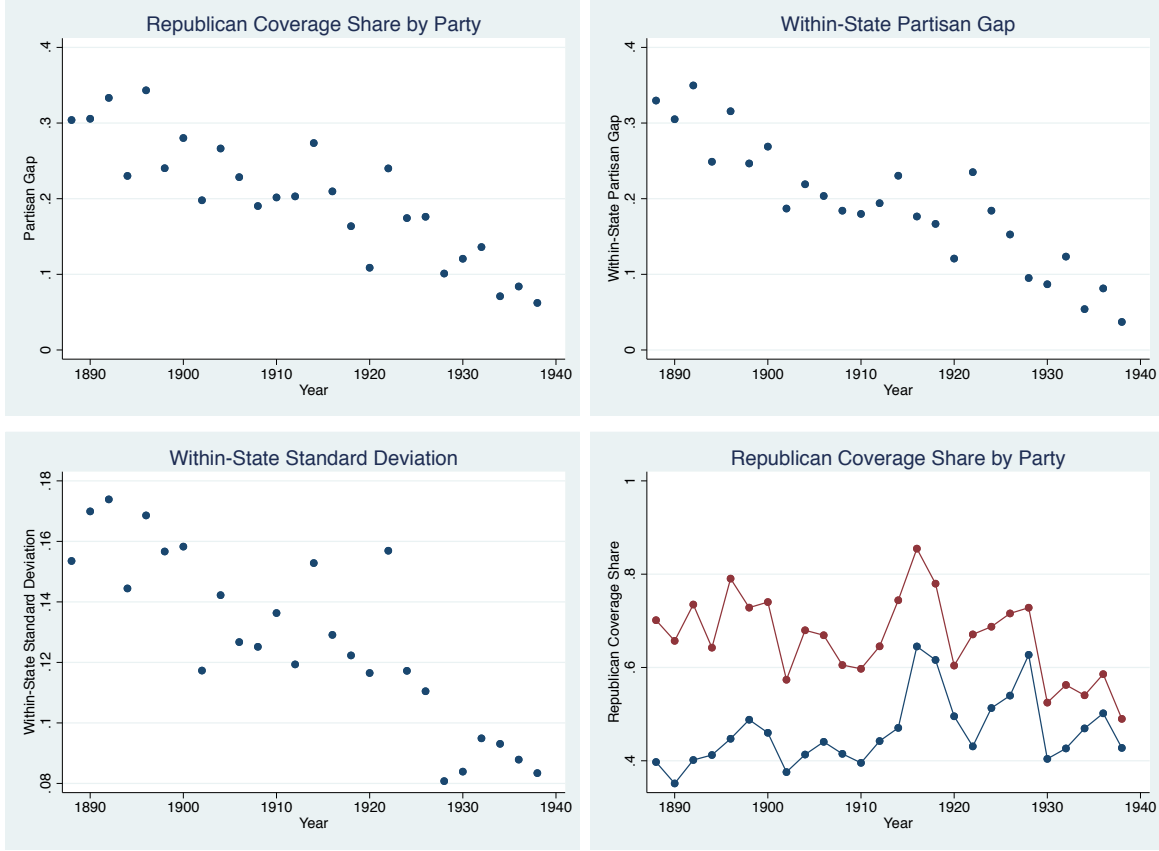 Republican Coverage Share by Party
Partisan Gap
.4
.3
.2
.1
0
1890 1900 1910 1920 1930 1940
Year
Within-State Partisan Gap
Within-State Partisan Gap
.4
.3
.2
.1
0
1890 1900 1910 1920 1930 1940
Year
Within-State Standard Deviation
Within-State Standard Deviation
.18
.16
.14
.12
.1
.08
1890 1900 1910 1920 1930 1940
Year
Republican Coverage Share by Party
Republican Coverage Share
1
.8
.6
.4
1890 1900 1910 1920 1930 1940
Year